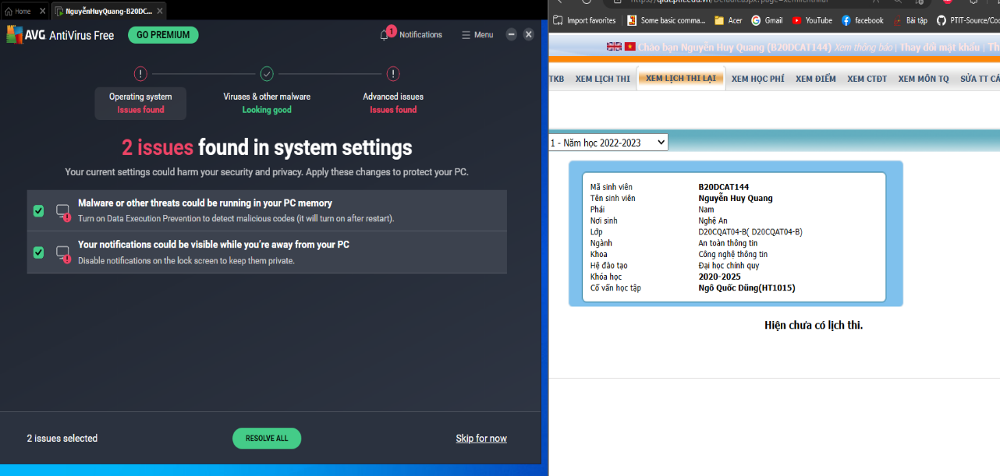 Home
NguyễnHuyQuang-B20DC...
AVG AntiVirus Free
GO PREMIUM
1
Notifications
Menu
Operating system
Issues found
Viruses & other malware
Looking good
Advanced issues
Issues found
2 issues found in system settings
Your current settings could harm your security and privacy. Apply these changes to protect your PC.
Malware or other threats could be running in your PC memory
Turn on Data Execution Prevention to detect malicious codes (it will turn on after restart).
Your notifications could be visible while you're away from your PC
Disable notifications on the lock screen to keep them private.
2 issues selected
RESOLVE ALL
Skip for now
Import favorites
Some basic comma...
Acer
Gmail
YouTube
facebook
Bài tập
PTIT-Source/Coo
Chào bạn Nguyễn Huy Quang (B20DCAT144) Xem thông báo | Thay đổi mật khẩu | Th
TKB
XEM LỊCH THI
XEM LỊCH THI LẠI
XEM HỌC PHÍ
XEM ĐIỂM
XEM CTĐT
XEM MÔN TQ
SỬA TT CÁ
1 - Năm học 2022-2023
Mã sinh viên B20DCAT144
Tên sinh viên Nguyễn Huy Quang
Phái Nam
Nơi sinh Nghệ An
Lớp D20CQAT04-B( D20CQAT04-B)
Ngành An toàn thông tin
Khoa Công nghệ thông tin
Hệ đào tạo Đại học chính quy
Khóa học 2020-2025
Cố vấn học tập Ngô Quốc Dũng(HT1015)
Hiện chưa có lịch thi.